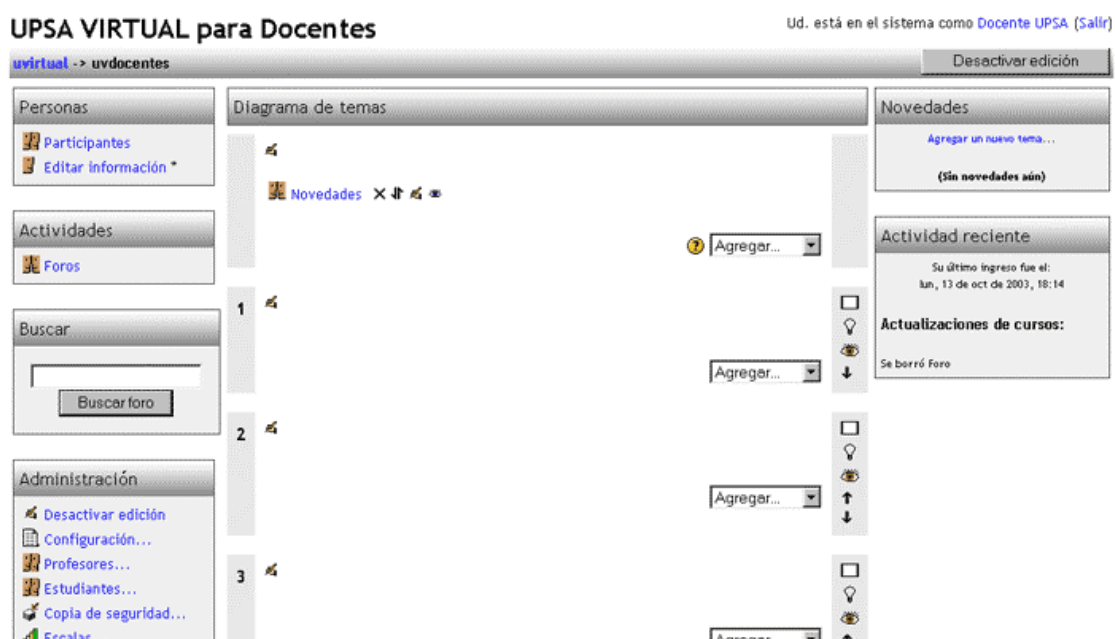 UPSA VIRTUAL para Docentes
Ud. está en el sistema como Docente UPSA (Salir)
uvirtual -> uvdocentes
Desactivar edición
Personas
Participantes
Editar información *
Actividades
Foros
Buscar
Buscar foro
Administración
Desactivar edición
Configuración...
Profesores...
Estudiantes...
Copia de seguridad...
Escalas
Diagrama de temas
Novedades
? Agregar...
1
Agregar...
2
Agregar...
3
Agregar...
Novedades
Agregar un nuevo tema...
(Sin novedades aún)
Actividad reciente
Su último ingreso fue el:
lun, 13 de oct de 2003, 18:14
Actualizaciones de cursos:
Se borró Foro